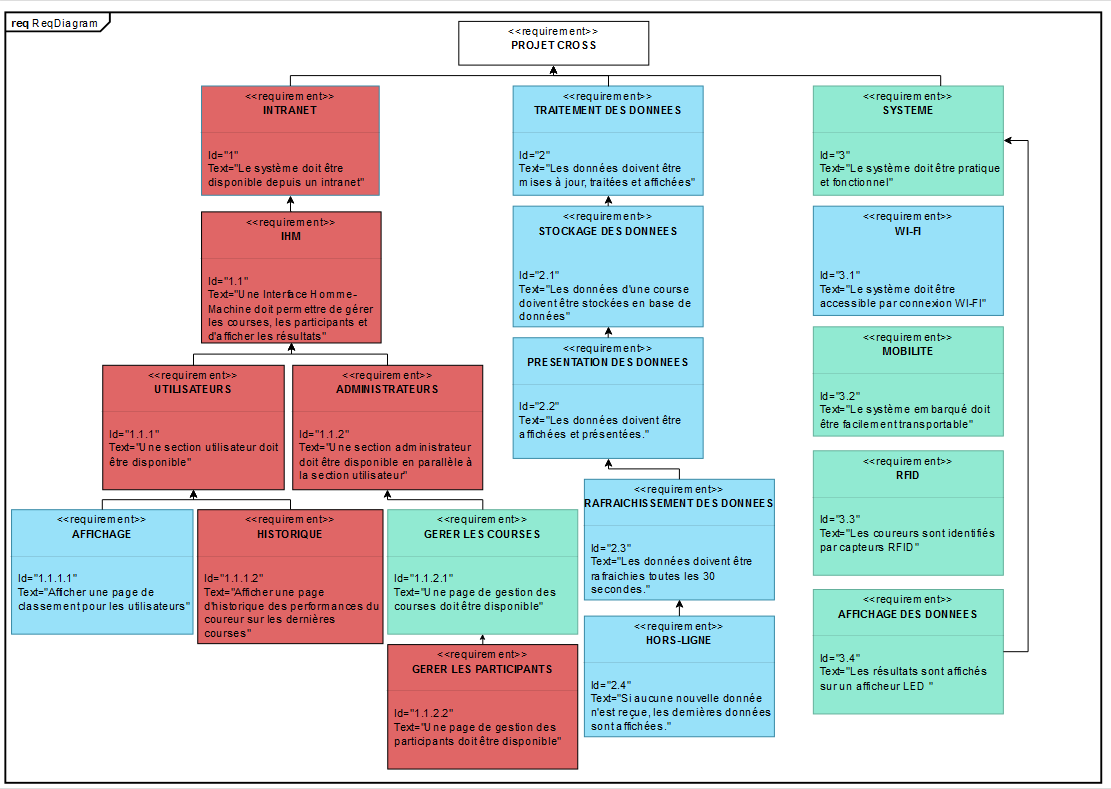 req ReqDiagram
<<requirement>>
PROJET CROSS
<<requirement>>
INTRANET
Id="1"
Text="Le système doit être
disponible depuis un intranet"
<<requirement>>
TRAITEMENT DES DONNEES
Id="2"
Text="Les données doivent être
mises à jour, traitées et affichées"
<<requirement>>
SYSTEME
Id="3"
Text="Le système doit être pratique
et fonctionnel"
<<requirement>>
IHM
Id="1.1"
Text="Une Interface Homme-
Machine doit permettre de gérer
les courses, les participants et
d'afficher les résultats"
<<requirement>>
STOCKAGE DES DONNEES
Id="2.1"
Text="Les données d'une course
doivent être stockées en base de
données"
<<requirement>>
WI-FI
Id="3.1"
Text="Le système doit être
accessible par connexion WI-FI"
<<requirement>>
PRESENTATION DES DONNEES
Id="2.2"
Text="Les données doivent être
affichées et présentées."
<<requirement>>
MOBILITE
Id="3.2"
Text="Le système embarqué doit
être facilement transportable"
<<requirement>>
UTILISATEURS
Id="1.1.1"
Text="Une section utilisateur doit
être disponible"
<<requirement>>
ADMINISTRATEURS
Id="1.1.2"
Text="Une section administrateur
doit être disponible en parallèle à
la section utilisateur"
<<requirement>>
RFID
Id="3.3"
Text="Les coureurs sont identifiés
par capteurs RFID"
<<requirement>>
RAFRAICHISSEMENT DES DONNEES
Id="2.3"
Text="Les données doivent être
rafraichies toutes les 30
secondes."
<<requirement>>
AFFICHAGE
Id="1.1.1.1"
Text="Afficher une page de
classement pour les utilisateurs"
<<requirement>>
HISTORIQUE
Id="1.1.1.2"
Text="Afficher une page
d'historique des performances du
coureur sur les dernières
courses"
<<requirement>>
GERER LES COURSES
Id="1.1.2.1"
Text="Une page de gestion des
courses doit être disponible"
<<requirement>>
AFFICHAGE DES DONNEES
Id="3.4"
Text="Les résultats sont affichés
sur un afficheur LED "
<<requirement>>
HORS-LIGNE
Id="2.4"
Text="Si aucune nouvelle donnée
n'est reçue, les dernières données
sont affichées."
<<requirement>>
GERER LES PARTICIPANTS
Id="1.1.2.2"
Text="Une page de gestion des
participants doit être disponible"